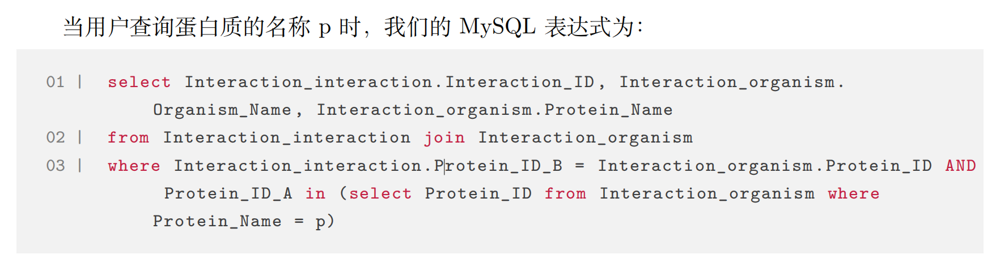 当用户查询蛋白质的名称 p 时，我们的 MySQL 表达式为：
01 | select Interaction_interaction.Interaction_ID, Interaction_organism.
Organism_Name, Interaction_organism.Protein_Name
02 | from Interaction_interaction join Interaction_organism
03 | where Interaction_interaction.Protein_ID_B = Interaction_organism.Protein_ID AND
Protein_ID_A in (select Protein_ID from Interaction_organism where
Protein_Name = p)